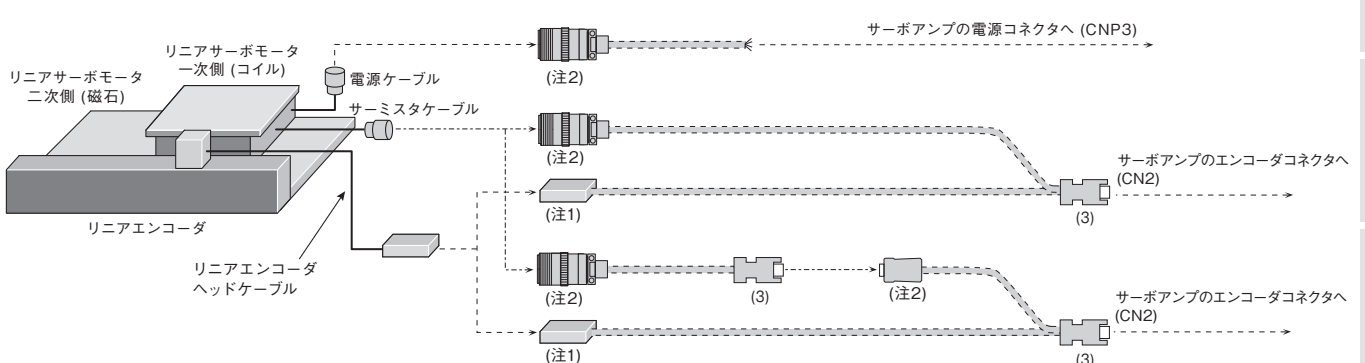 サーボアンプの電源コネクタへ (CNP3)
リニアサーボモータ
一次側 (コイル)
リニアサーボモータ
二次側 (磁石)
電源ケーブル
(注2)
サーミスタケーブル
(注2)
サーボアンプのエンコーダコネクタへ
(CN2)
(注1)
(3)
リニアエンコーダ
リニアエンコーダ
ヘッドケーブル
(注2)
(3)
(注2)
サーボアンプのエンコーダコネクタへ
(CN2)
(注1)
(3)